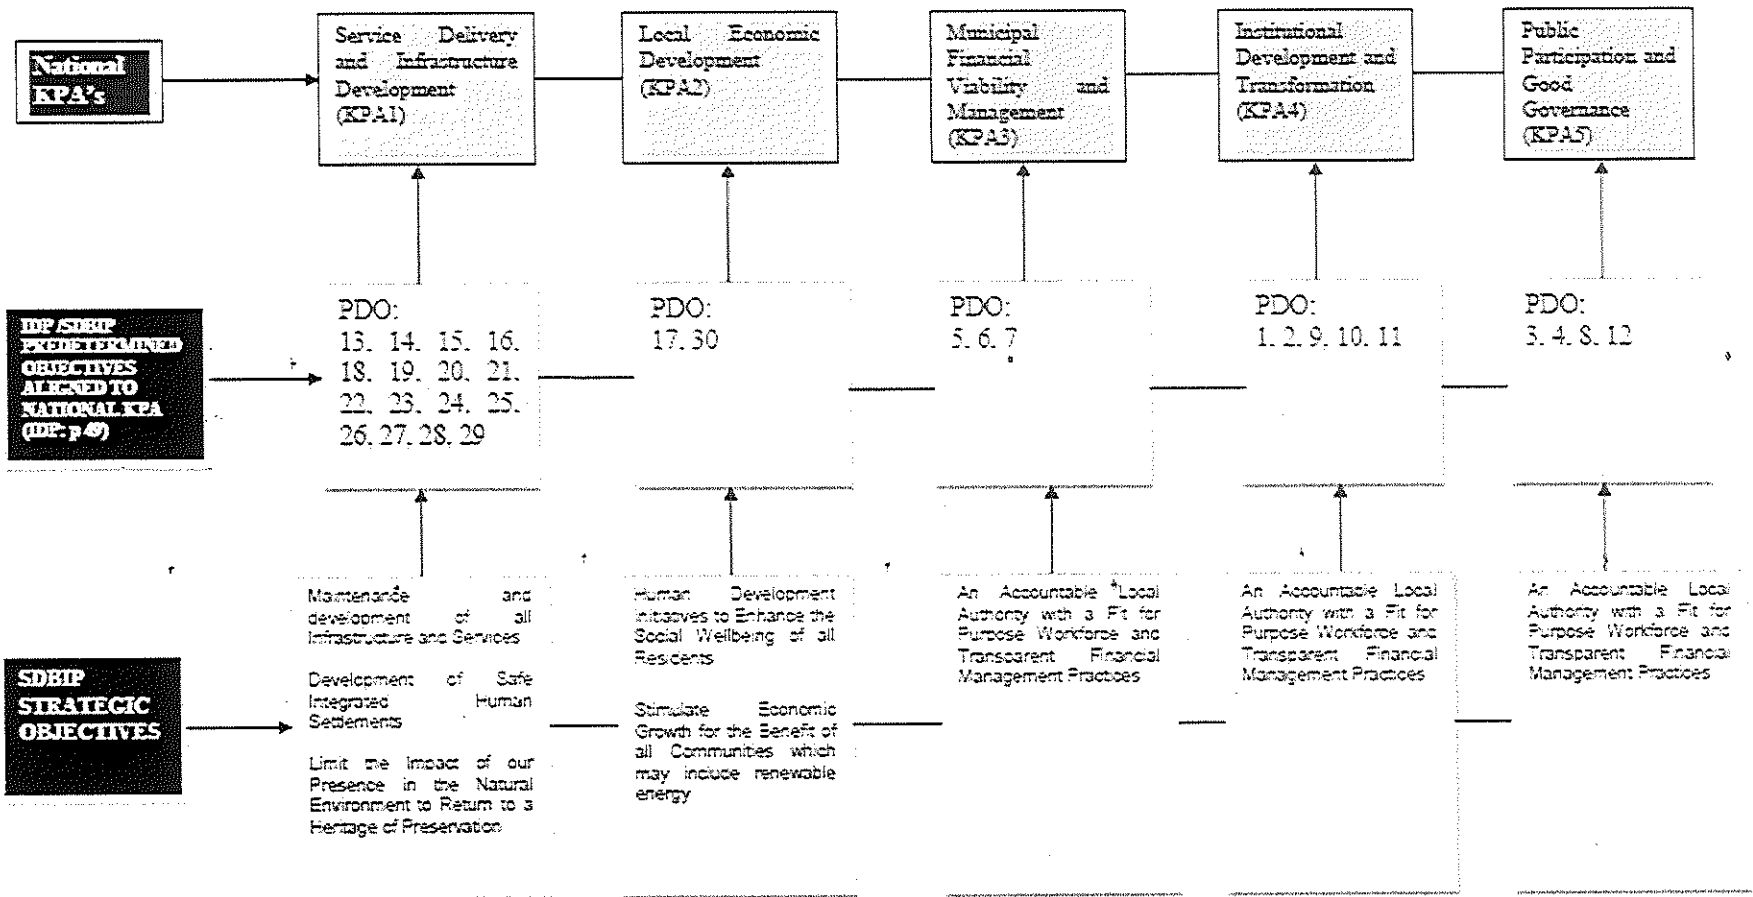 National
KPA's
Service Delivery
and Infrastructure
Development
(KPA1)
Local Economic
Development
(KPA2)
Municipal
Financial
Viability and
Management
(KPA3)
Institutional
Development and
Transformation
(KPA4)
Public
Participation and
Good
Governance
(KPA5)
IDP/SDBIP
PREDETERMINED
OBJECTIVES
ALIGNED TO
NATIONAL KPA
(IDP: p 49)
PDO:
13, 14, 15, 16,
18, 19, 20, 21,
22, 23, 24, 25,
26, 27, 28, 29
PDO:
17, 30
PDO:
5, 6, 7
PDO:
1, 2, 9, 10, 11
PDO:
3, 4, 8, 12
SDBIP
STRATEGIC
OBJECTIVES
Maintenance and
development of all
Infrastructure and Services
Development of Safe
Integrated Human
Settlements
Limit the Impact of our
Presence in the Natural
Environment to Return to a
Heritage of Preservation
Human Development
Initiatives to Enhance the
Social Wellbeing of all
Residents
Stimulate Economic
Growth for the Benefit of
all Communities which
may include renewable
energy
An Accountable Local
Authority with a Fit for
Purpose Workforce and
Transparent Financial
Management Practices
An Accountable Local
Authority with a Fit for
Purpose Workforce and
Transparent Financial
Management Practices
An Accountable Local
Authority with a Fit for
Purpose Workforce and
Transparent Financial
Management Practices